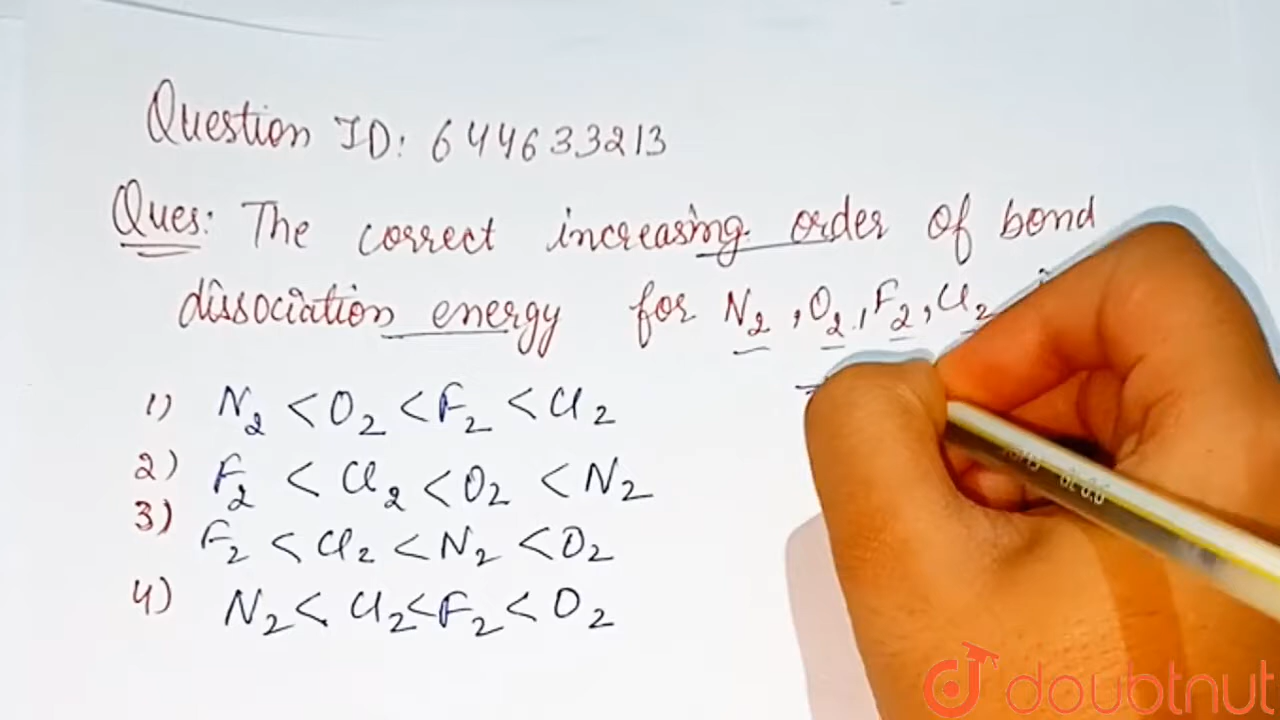 Question ID: 644633213
Ques: The correct increasing order of bond
dissociation energy for N2, O2, F2, Cl2
1) N2 < O2 < F2 < Cl2
2) F2 < Cl2 < O2 < N2
3) F2 < Cl2 < N2 < O2
4) N2 < Cl2 < F2 < O2
doubtnut